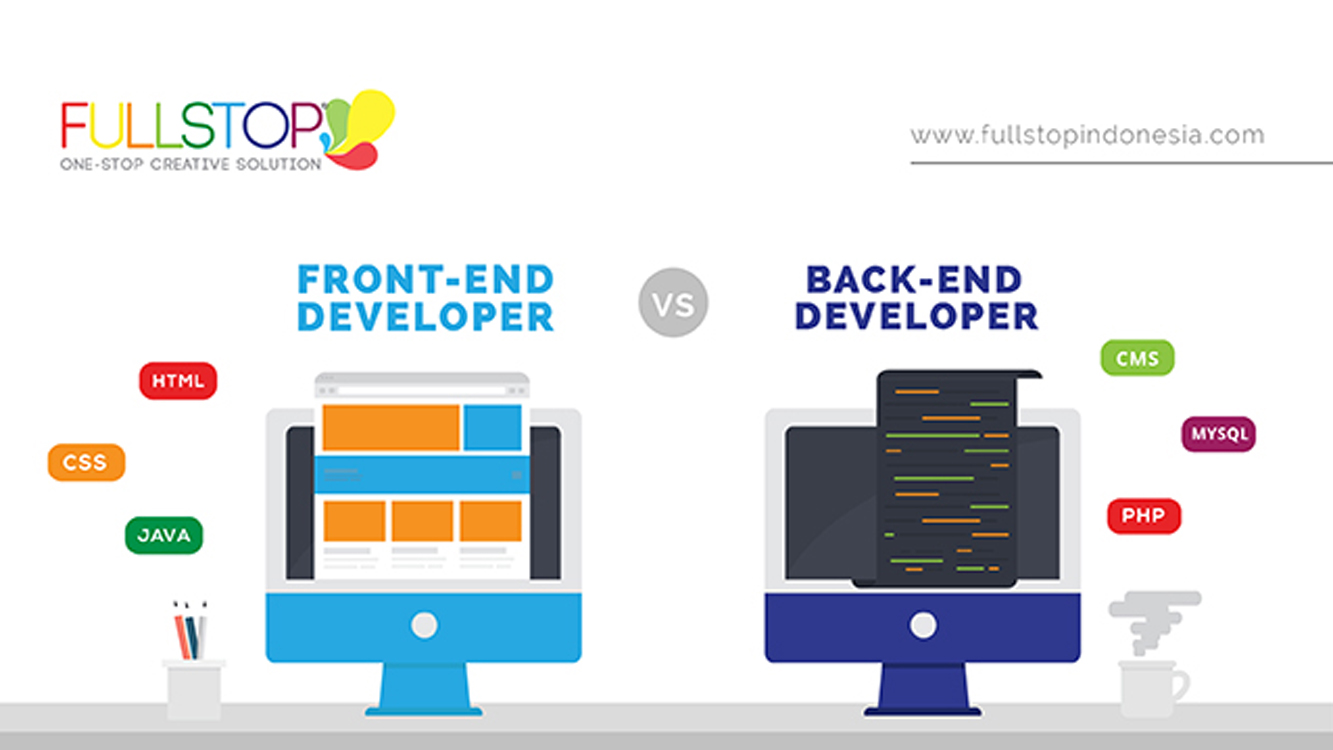 FULLSTOP
ONE-STOP CREATIVE SOLUTION
www.fullstopindonesia.com
FRONT-END
DEVELOPER
VS
BACK-END
DEVELOPER
HTML
CSS
JAVA
CMS
MYSQL
PHP